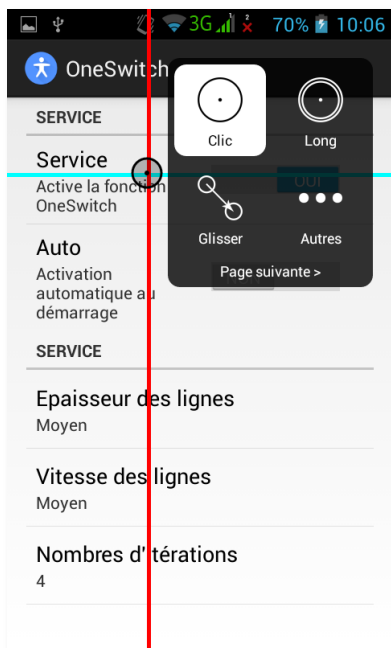 3G 70% 10:06
OneSwitch
SERVICE
Clic Long
Service
Active la fonction OUI
OneSwitch
Glisser Autres
Auto
Activation Page suivante >
automatique au
démarrage
SERVICE
Epaisseur des lignes
Moyen
Vitesse des lignes
Moyen
Nombres d'itérations
4